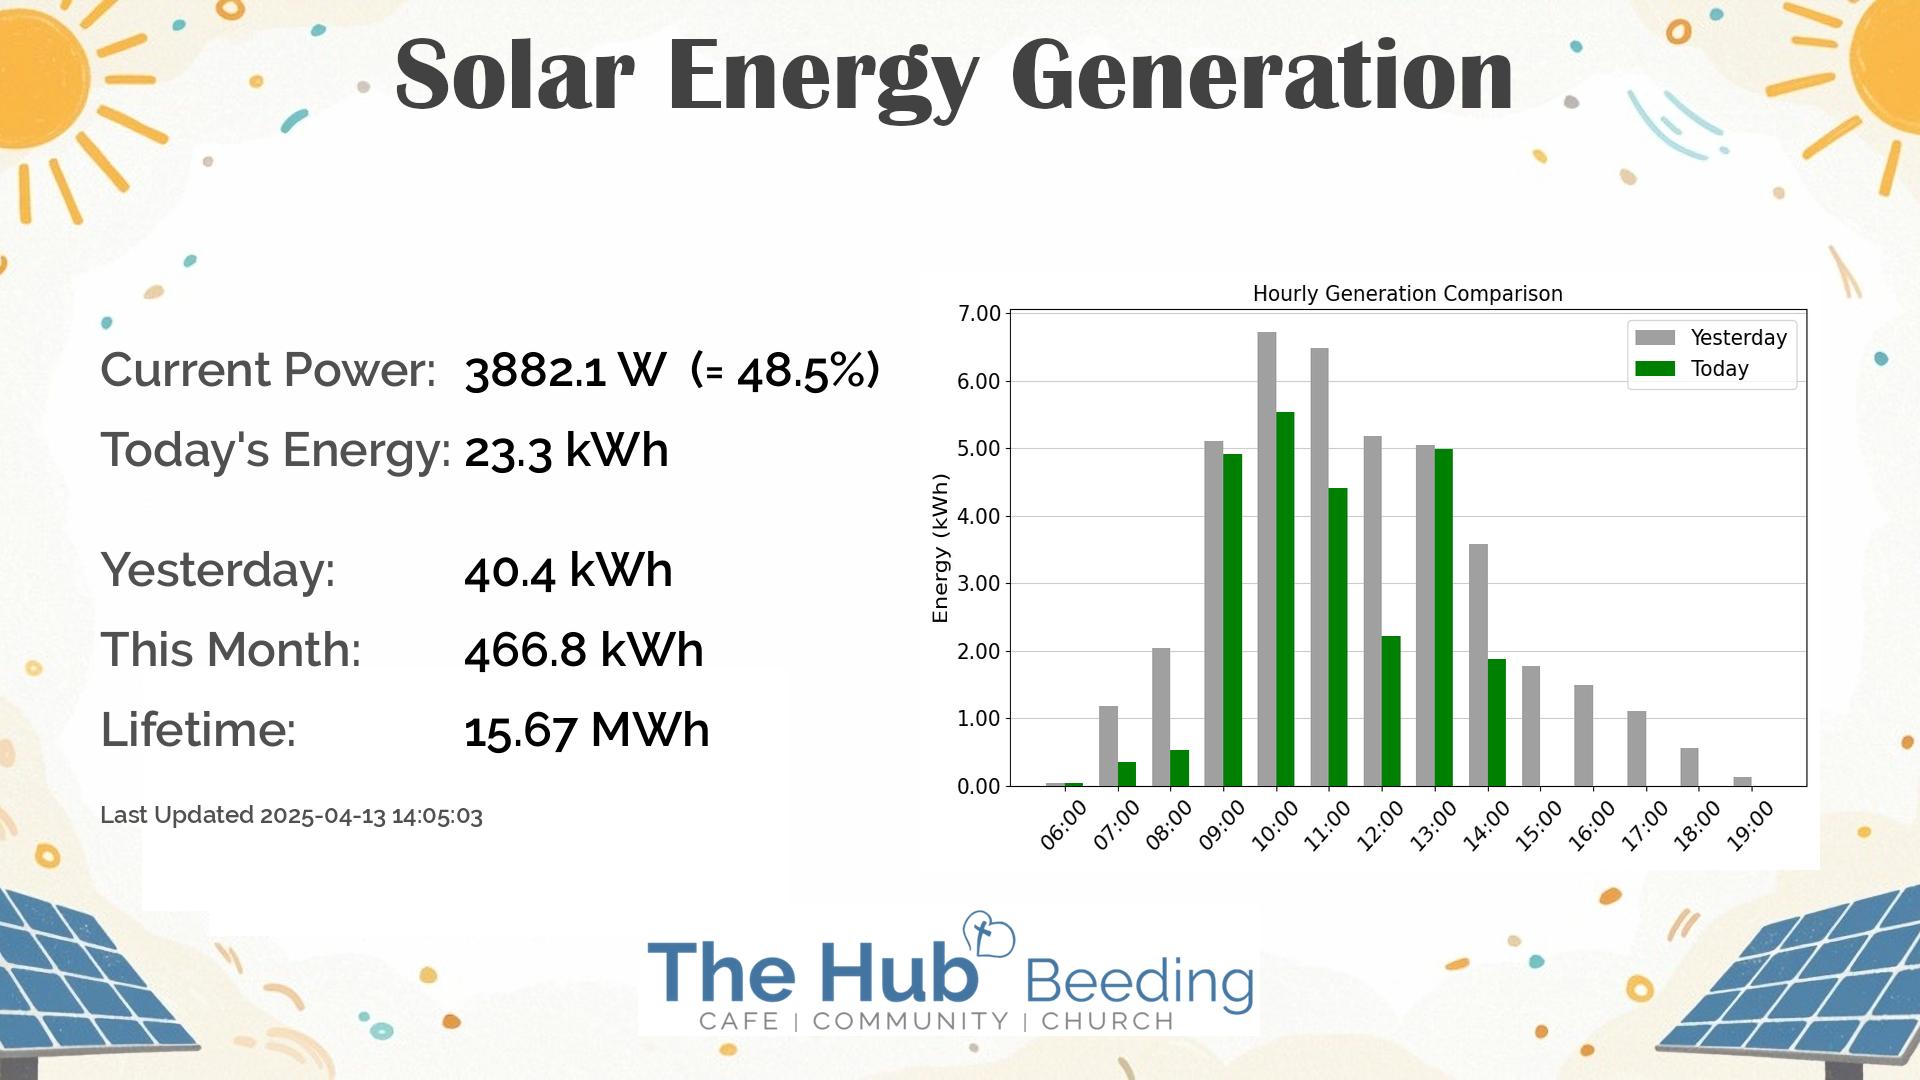 Solar Energy Generation
Current Power: 3882.1 W (= 48.5%)
Today's Energy: 23.3 kWh
Yesterday: 40.4 kWh
This Month: 466.8 kWh
Lifetime: 15.67 MWh
Last Updated 2025-04-13 14:05:03
Hourly Generation Comparison
Yesterday
Today
Energy (kWh)
7.00
6.00
5.00
4.00
3.00
2.00
1.00
0.00
06:00 07:00 08:00 09:00 10:00 11:00 12:00 13:00 14:00 15:00 16:00 17:00 18:00 19:00
The Hub Beeding
CAFE | COMMUNITY | CHURCH